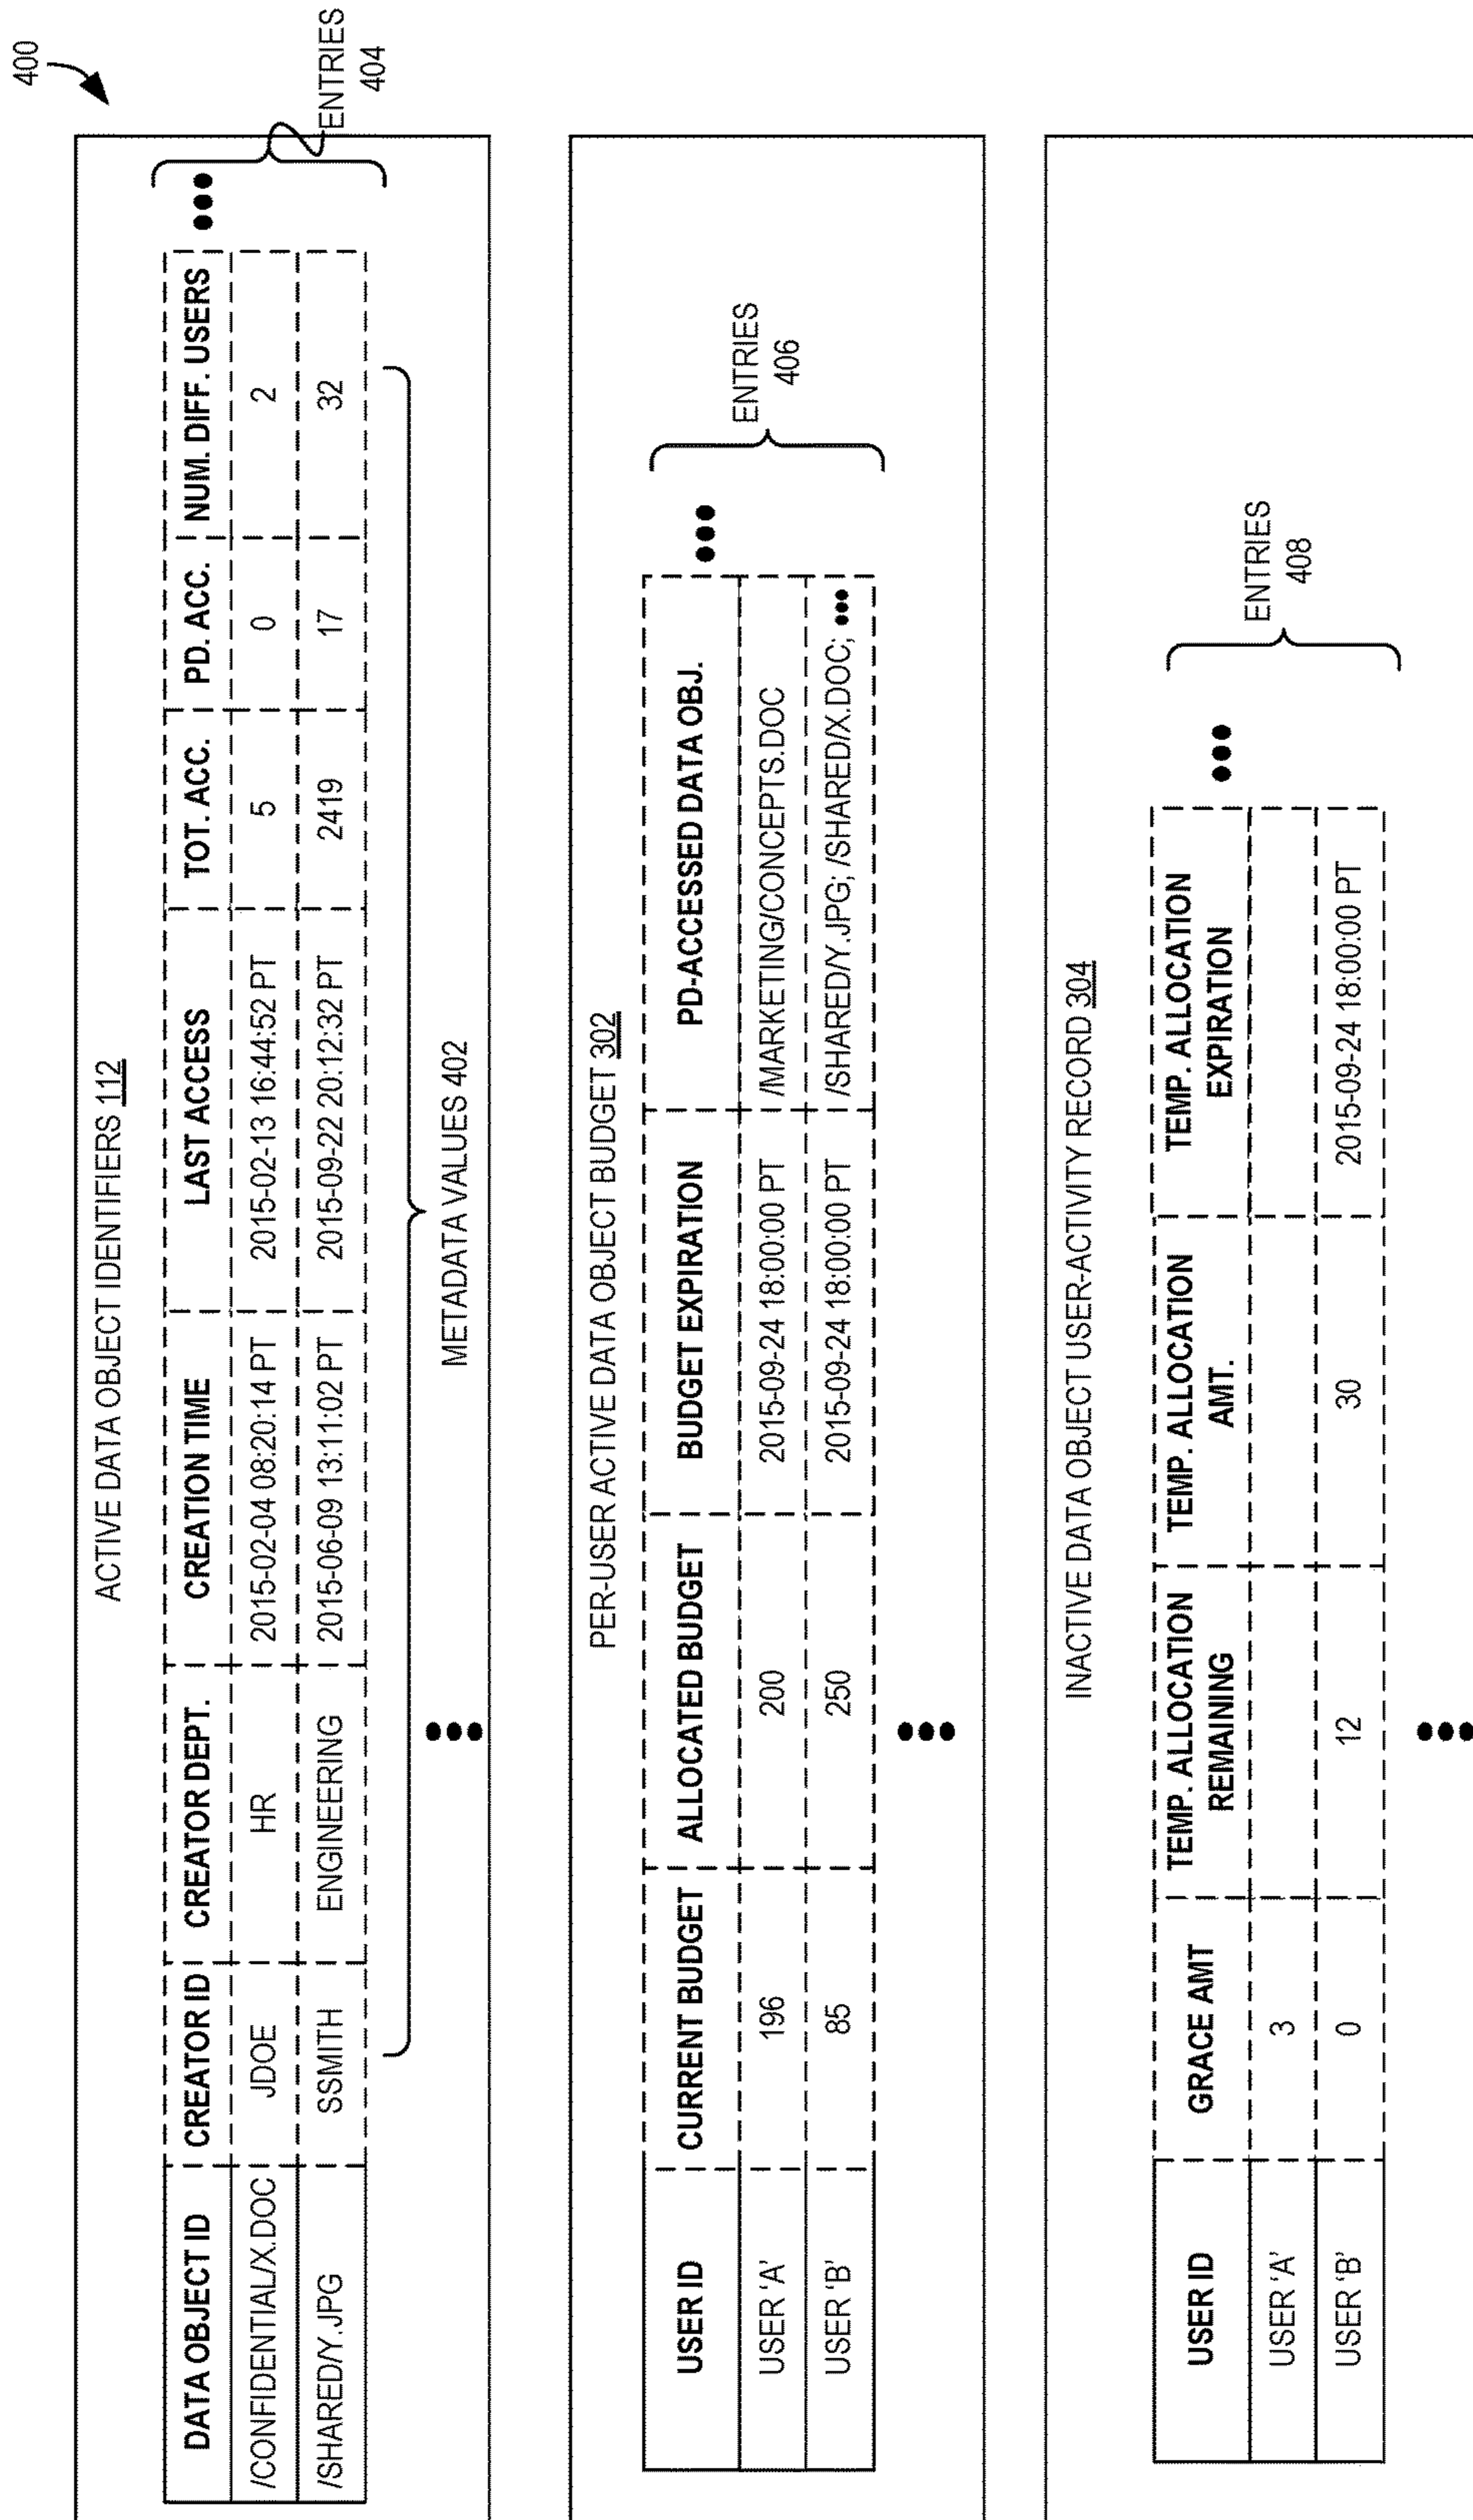 400
ACTIVE DATA OBJECT IDENTIFIERS 112
DATA OBJECT ID CREATOR ID CREATOR DEPT. CREATION TIME LAST ACCESS TOT. ACC. PD. ACC. NUM. DIFF. USERS •••
/CONFIDENTIAL/X.DOC JDOE HR 2015-02-04 08:20:14 PT 2015-02-13 16:44:52 PT 5 0 2
/SHARED/Y.JPG SSMITH ENGINEERING 2015-06-09 13:11:02 PT 2015-09-22 20:12:32 PT 2419 17 32
ENTRIES
404
•••
METADATA VALUES 402
PER-USER ACTIVE DATA OBJECT BUDGET 302
USER ID CURRENT BUDGET ALLOCATED BUDGET BUDGET EXPIRATION PD-ACCESSED DATA OBJ. •••
USER ‘A’ 196 200 2015-09-24 18:00:00 PT /MARKETING/CONCEPTS.DOC
USER ‘B’ 85 250 2015-09-24 18:00:00 PT /SHARED/Y.JPG; /SHARED/X.DOC; •••
ENTRIES
406
•••
INACTIVE DATA OBJECT USER-ACTIVITY RECORD 304
USER ID GRACE AMT TEMP. ALLOCATION REMAINING TEMP. ALLOCATION AMT. TEMP. ALLOCATION EXPIRATION •••
USER ‘A’ 3
USER ‘B’ 0 12 30 2015-09-24 18:00:00 PT
ENTRIES
408
•••